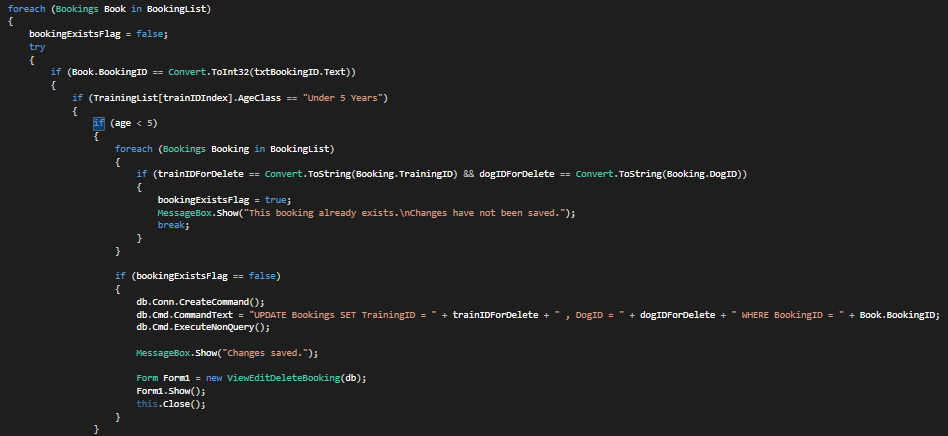 foreach (Bookings Book in BookingList)
{
bookingExistsFlag = false;
try
{
if (Book.BookingID == Convert.ToInt32(txtBookingID.Text))
{
if (TrainingList[trainIDIndex].AgeClass == "Under 5 Years")
{
if (age < 5)
{
foreach (Bookings Booking in BookingList)
{
if (trainIDForDelete == Convert.ToString(Booking.TrainingID) && dogIDForDelete == Convert.ToString(Booking.DogID))
{
bookingExistsFlag = true;
MessageBox.Show("This booking already exists.\nChanges have not been saved.");
break;
}
}
if (bookingExistsFlag == false)
{
db.Conn.CreateCommand();
db.Cmd.CommandText = "UPDATE Bookings SET TrainingID = " + trainIDForDelete + " , DogID = " + dogIDForDelete + " WHERE BookingID = " + Book.BookingID;
db.Cmd.ExecuteNonQuery();
MessageBox.Show("Changes saved.");
Form Form1 = new ViewEditDeleteBooking(db);
Form1.Show();
this.Close();
}
}